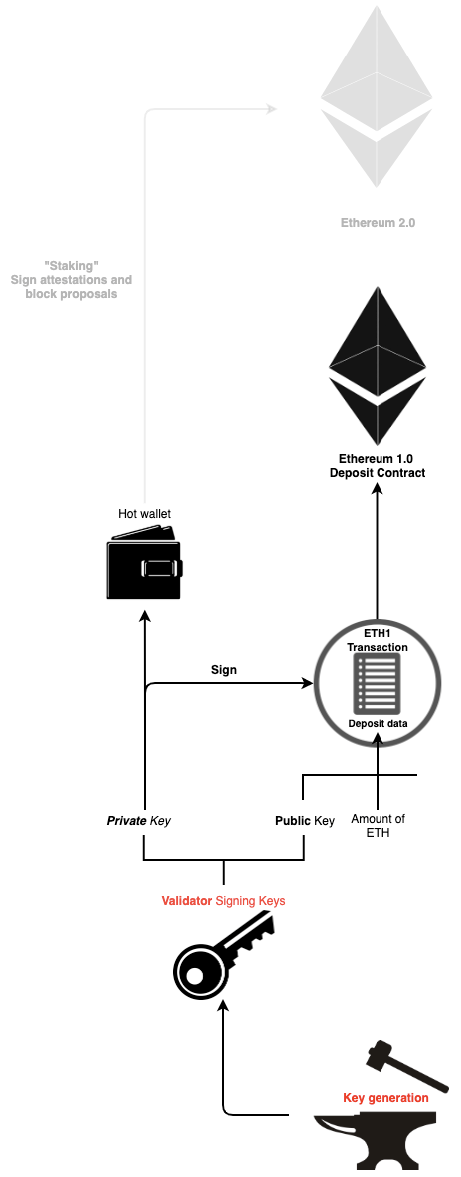 Ethereum 2.0
"Staking"
Sign attestations and
block proposals
Ethereum 1.0
Deposit Contract
Hot wallet
ETH1
Transaction
Sign
Deposit data
Private Key
Public Key
Amount of
ETH
Validator Signing Keys
Key generation